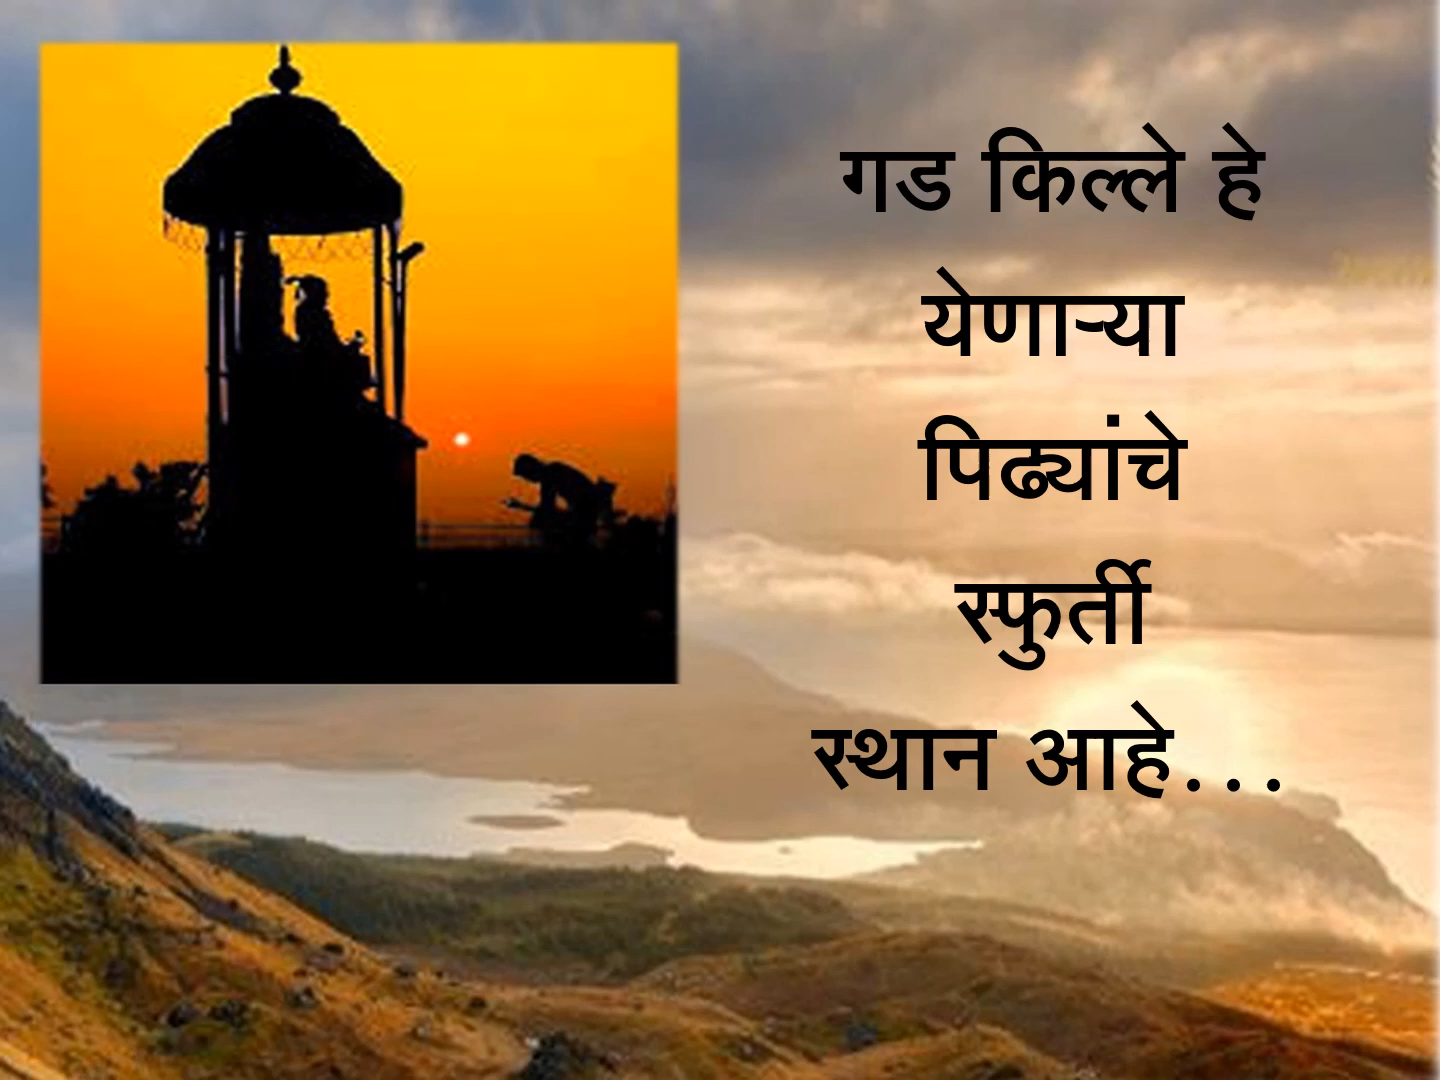 गड किल्ले हे
येणाऱ्या
पिढ्यांचे
स्फुर्ती
स्थान आहे...